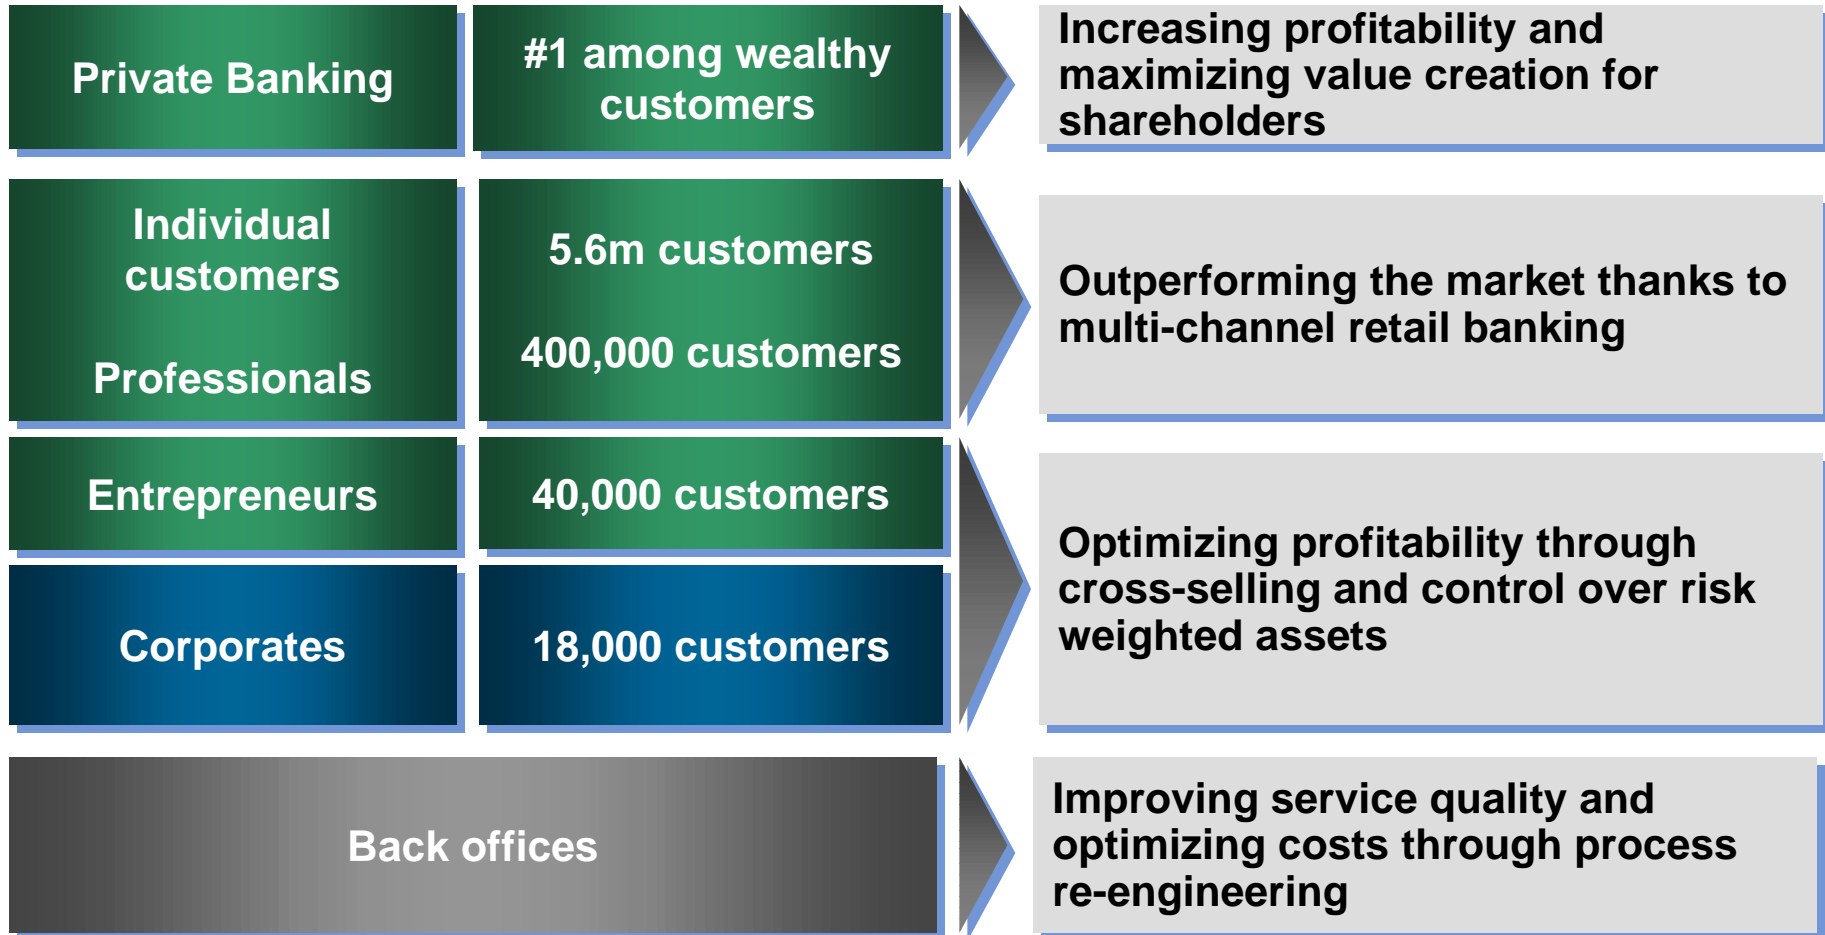 Private Banking
#1 among wealthy
customers
Increasing profitability and
maximizing value creation for
shareholders
Individual
customers
Professionals
5.6m customers
400,000 customers
Outperforming the market thanks to
multi-channel retail banking
Entrepreneurs
40,000 customers
Corporates
18,000 customers
Optimizing profitability through
cross-selling and control over risk
weighted assets
Back offices
Improving service quality and
optimizing costs through process
re-engineering